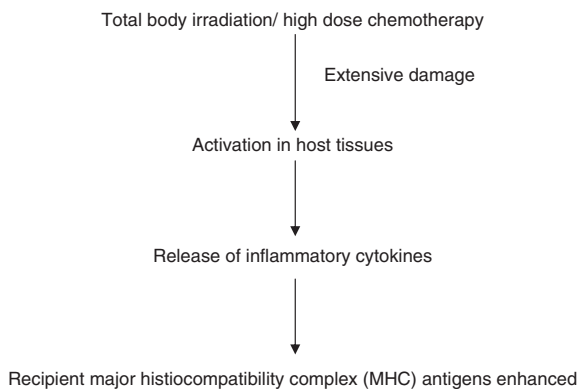 Total body irradiation/ high dose chemotherapy
Extensive damage
Activation in host tissues
Release of inflammatory cytokines
Recipient major histiocompatibility complex (MHC) antigens enhanced